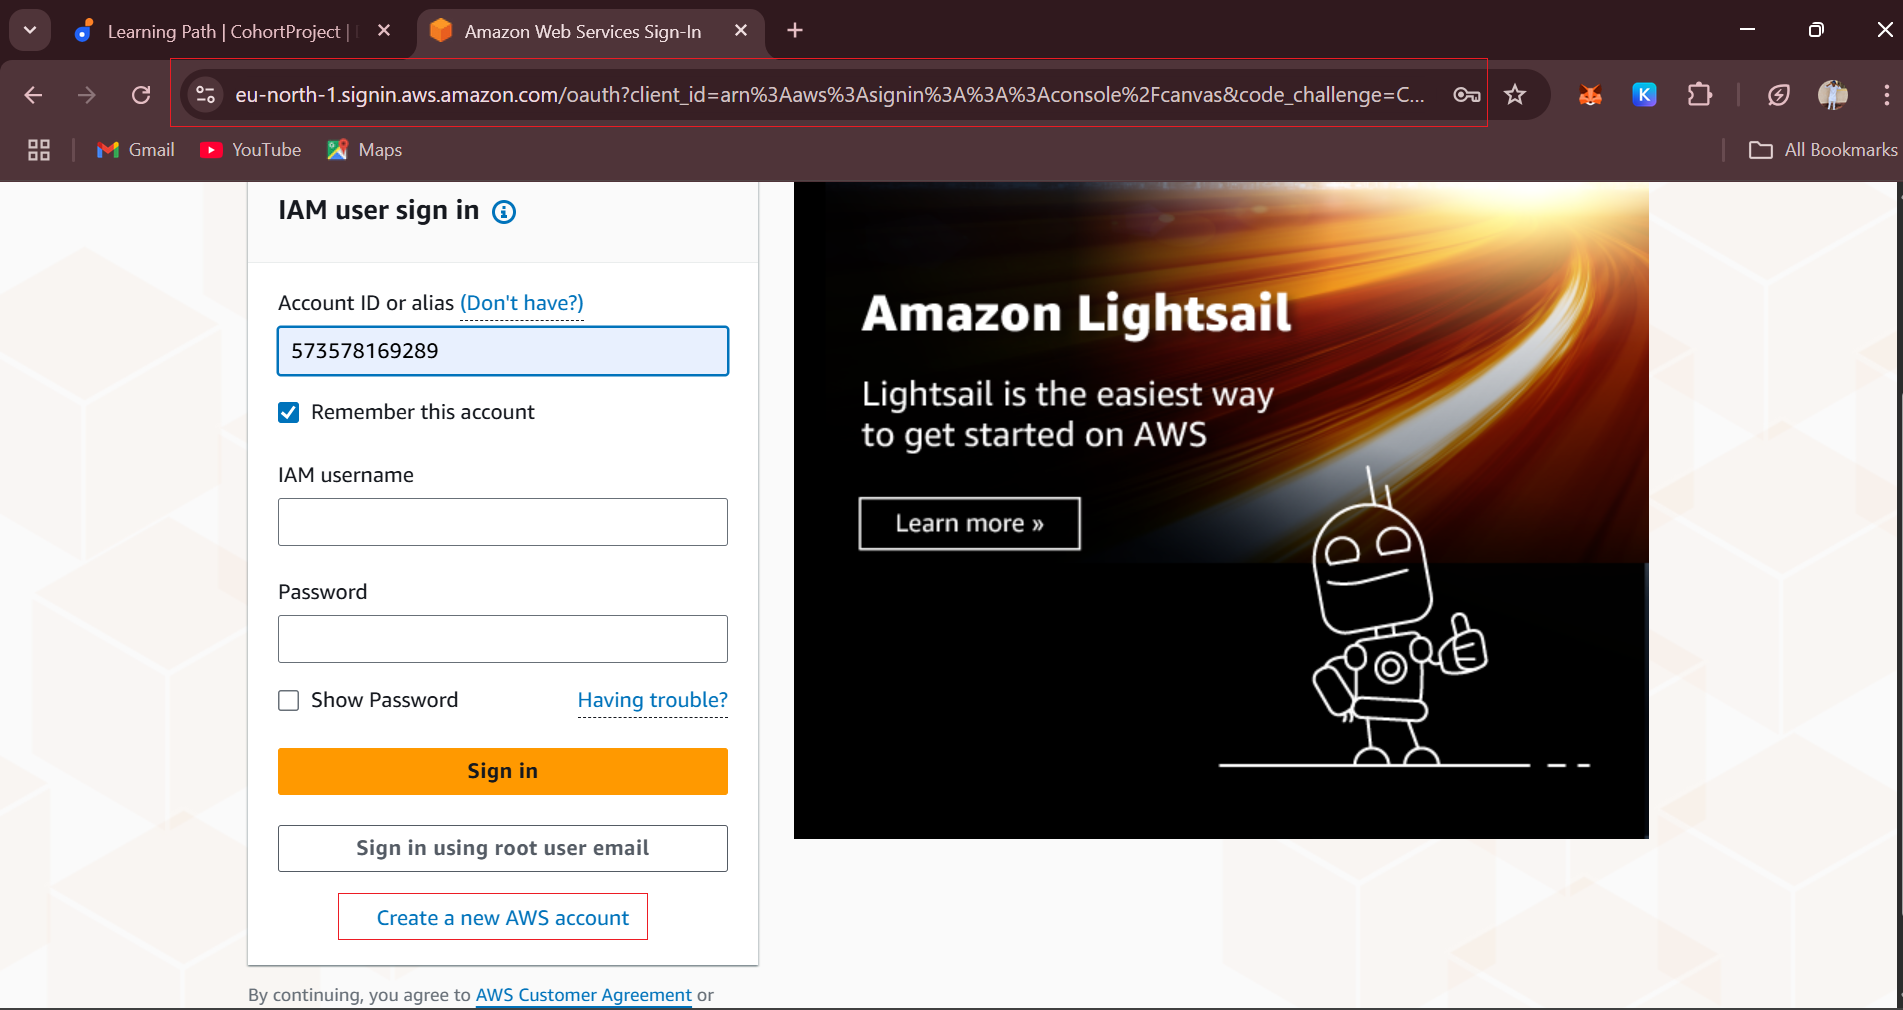 Learning Path | CohortProject |
Amazon Web Services Sign-In
eu-north-1.signin.aws.amazon.com/oauth?client_id=arn%3Aaws%3Asignin%3A%3A%3Aconsole%2Fcanvas&code_challenge=C...
K
Gmail
YouTube
Maps
All Bookmarks
IAM user sign in
Account ID or alias (Don't have?)
573578169289
Remember this account
IAM username
Password
Show Password
Having trouble?
Sign in
Sign in using root user email
Create a new AWS account
By continuing, you agree to AWS Customer Agreement or
Amazon Lightsail
Lightsail is the easiest way
to get started on AWS
Learn more »